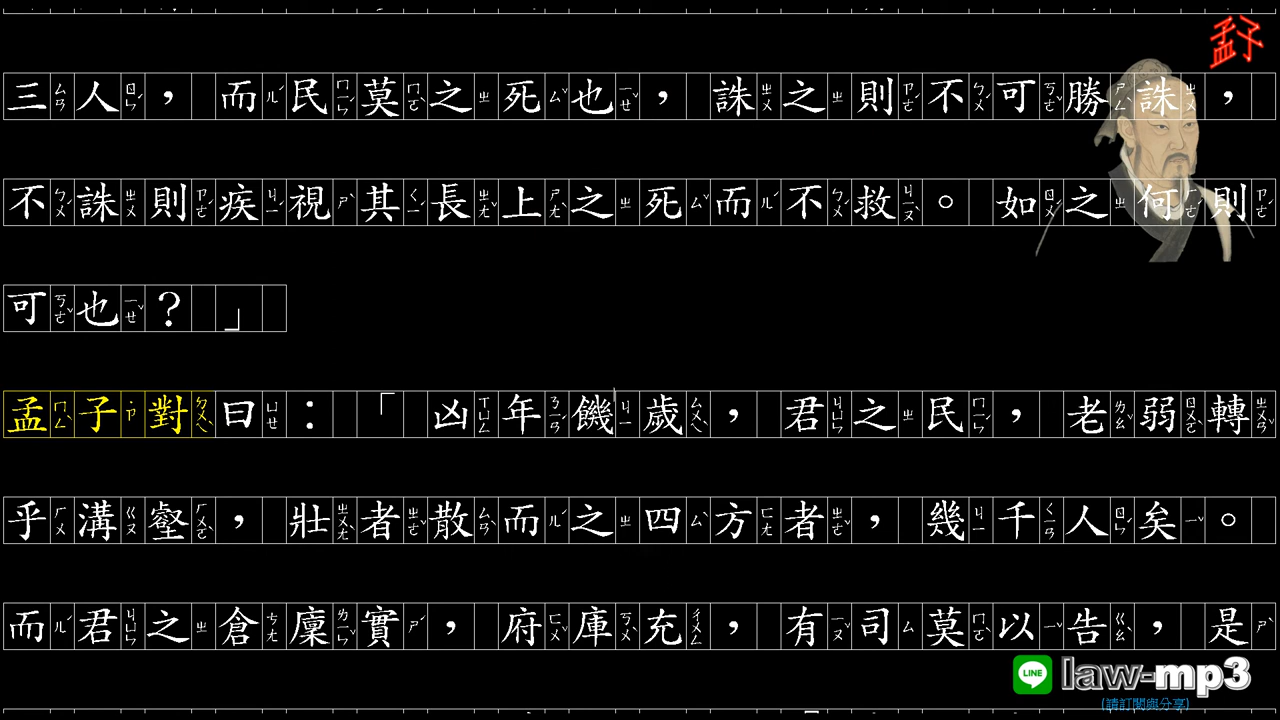 孟子
三人，而民莫之死也，誅之則不可勝誅，
不誅則疾視其長上之死而不救。如之何則
可也？」
孟子對曰：「凶年饑歲，君之民，老弱轉
乎溝壑，壯者散而之四方者，幾千人矣。
而君之倉廩實，府庫充，有司莫以告，是
LINE law-mp3
(請訂閱與分享)